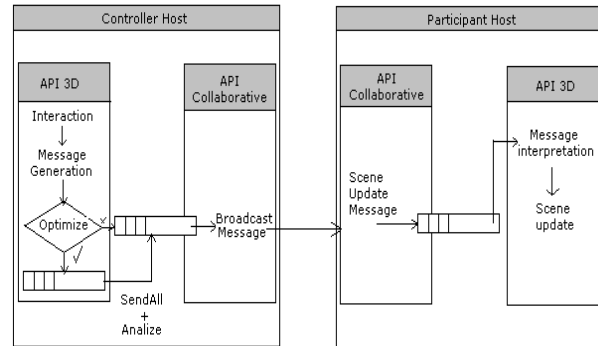 Controller Host
Participant Host
API 3D
API
Collaborative
Interaction
Message
Generation
Optimize
x
√
Broadcast
Message
SendAll
+
Analize
API
Collaborative
Scene
Update
Message
API 3D
Message
interpretation
Scene
update